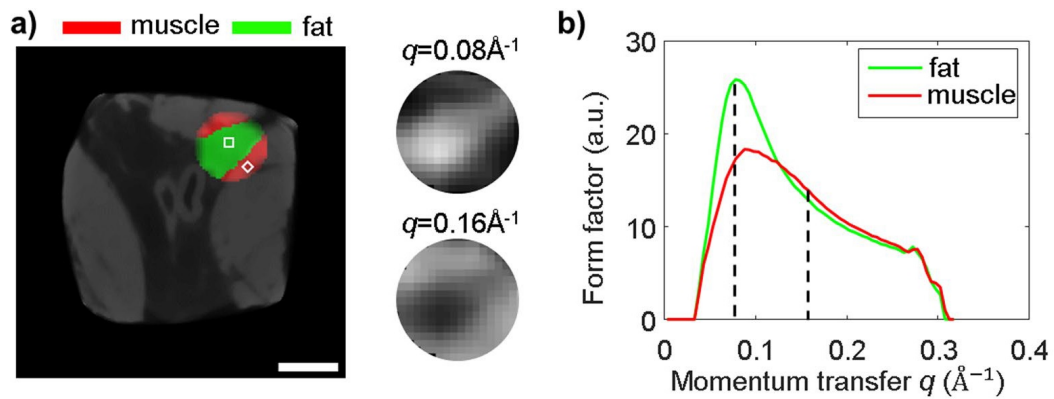 a)
muscle fat
q=0.08Å-1
q=0.16Å-1
b)
30
20
10
0
fat
muscle
0 0.1 0.2 0.3 0.4
Form factor (a.u.)
Momentum transfer q (Å−1)